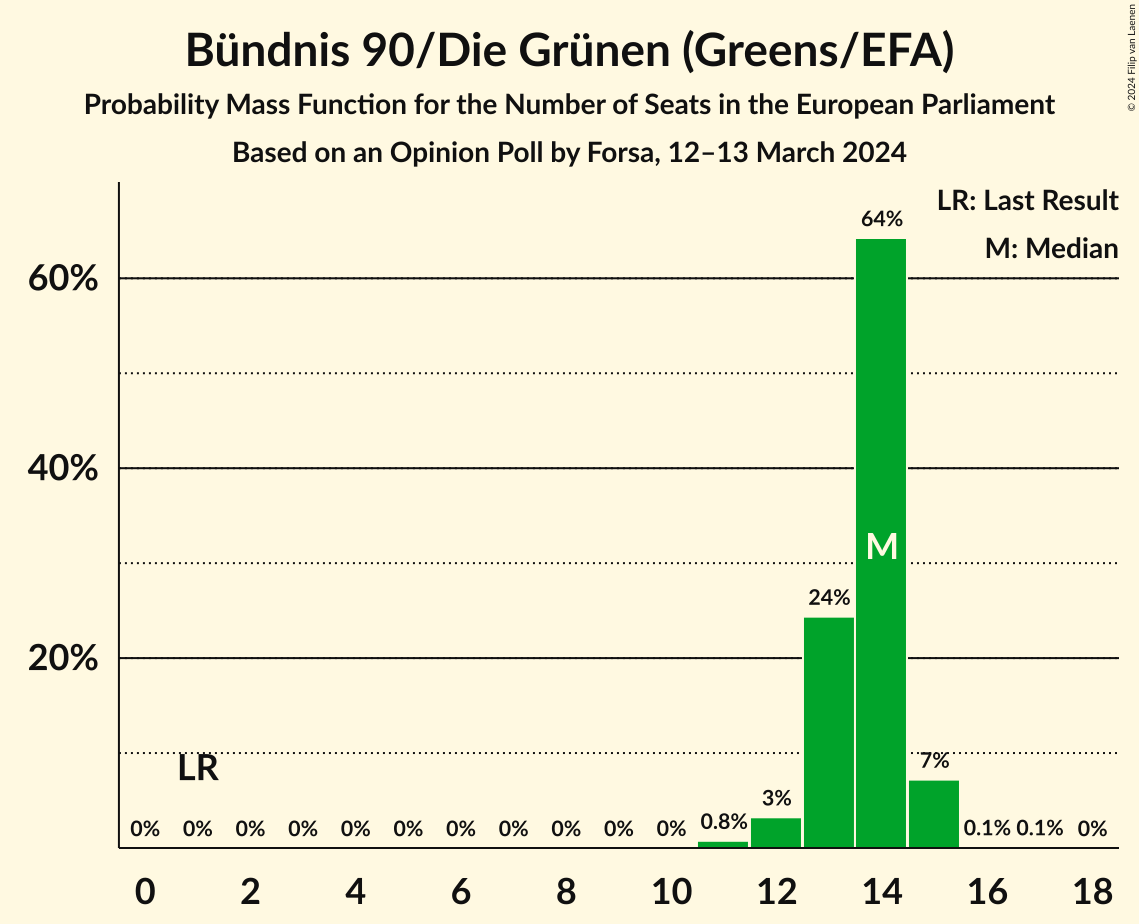 Bündnis 90/Die Grünen (Greens/EFA)
Probability Mass Function for the Number of Seats in the European Parliament
Based on an Opinion Poll by Forsa, 12–13 March 2024
© 2024 Filip van Laenen
LR: Last Result
M: Median
60%
40%
20%
64%
M
24%
LR
7%
0% 0% 0% 0% 0% 0% 0% 0% 0% 0% 0% 0.8% 3% 0.1% 0.1% 0%
0 2 4 6 8 10 12 14 16 18